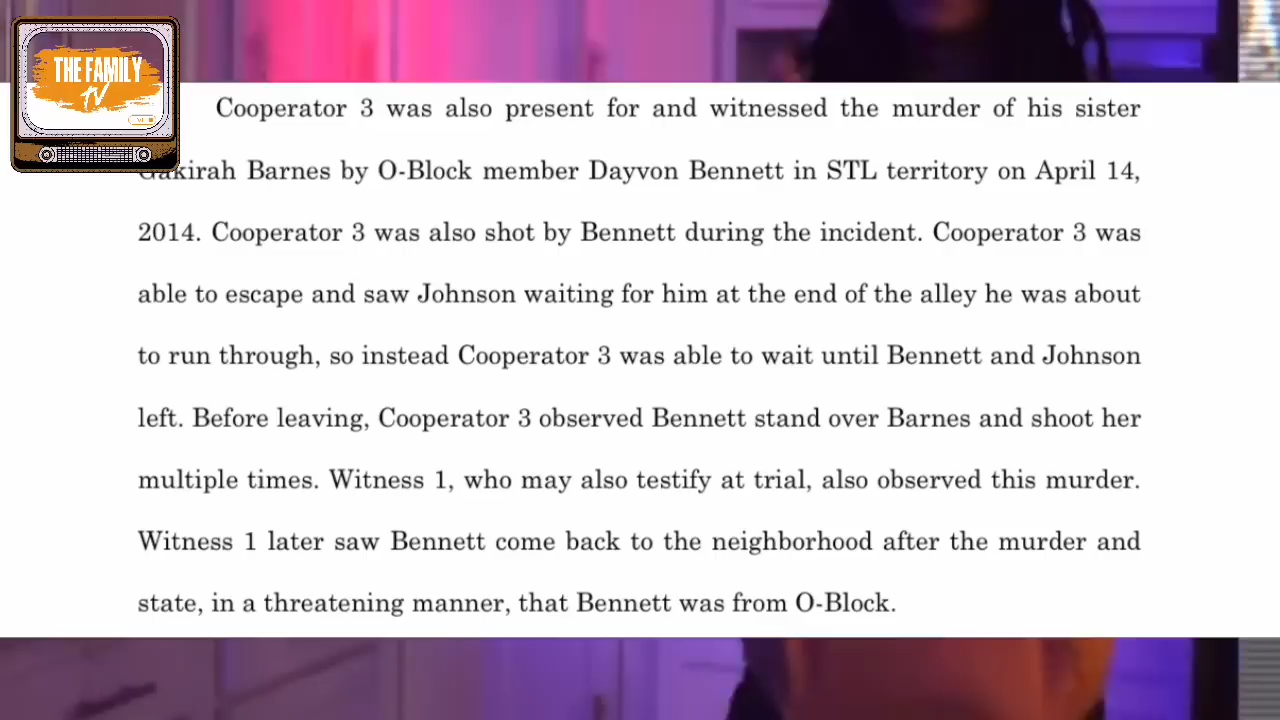 THE FAMILY
TV
Cooperator 3 was also present for and witnessed the murder of his sister
Gakirah Barnes by O-Block member Dayvon Bennett in STL territory on April 14,
2014. Cooperator 3 was also shot by Bennett during the incident. Cooperator 3 was
able to escape and saw Johnson waiting for him at the end of the alley he was about
to run through, so instead Cooperator 3 was able to wait until Bennett and Johnson
left. Before leaving, Cooperator 3 observed Bennett stand over Barnes and shoot her
multiple times. Witness 1, who may also testify at trial, also observed this murder.
Witness 1 later saw Bennett come back to the neighborhood after the murder and
state, in a threatening manner, that Bennett was from O-Block.